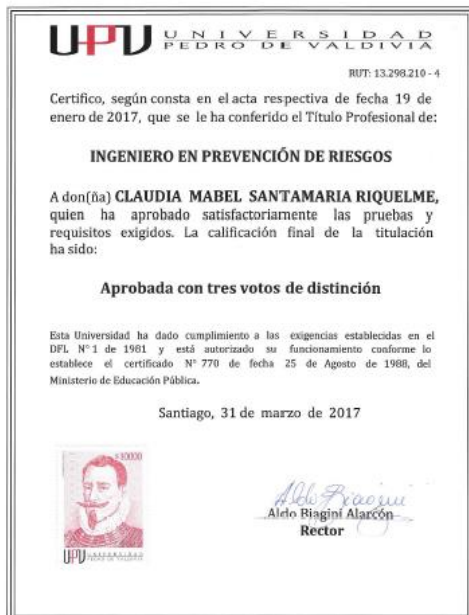 UPV UNIVERSIDAD
PEDRO DE VALDIVIA
RUT: 13.298.210 - 4
Certifico, según consta en el acta respectiva de fecha 19 de
enero de 2017, que se le ha conferido el Título Profesional de:
INGENIERO EN PREVENCIÓN DE RIESGOS
A don(ña) CLAUDIA MABEL SANTAMARIA RIQUELME,
quien ha aprobado satisfactoriamente las pruebas y
requisitos exigidos. La calificación final de la titulación
ha sido:
Aprobada con tres votos de distinción
Esta Universidad ha dado cumplimiento a las exigencias establecidas en el
DFL N° 1 de 1981 y está autorizado su funcionamiento conforme lo
establece el certificado N° 770 de fecha 25 de Agosto de 1988, del
Ministerio de Educación Pública.
Santiago, 31 de marzo de 2017
$10000
UPV UNIVERSIDAD
PEDRO DE VALDIVIA
Aldo Biagini
Aldo Biagini Alarcón
Rector